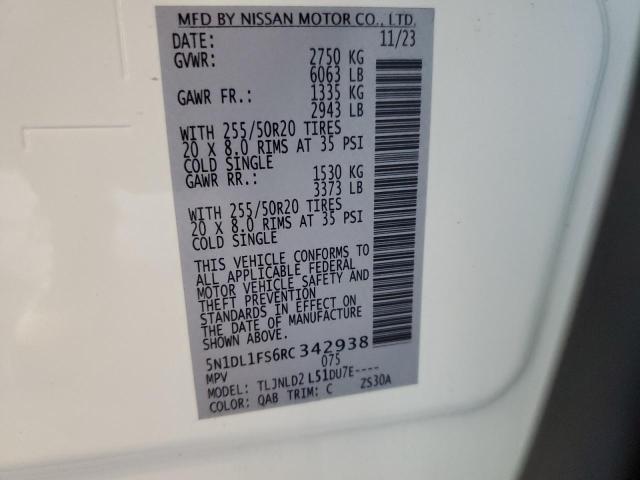 MFD BY NISSAN MOTOR CO., LTD.
DATE: 11/23
GVWR: 2750 KG
6063 LB
GAWR FR.: 1335 KG
2943 LB
WITH 255/50R20 TIRES
20 X 8.0 RIMS AT 35 PSI
COLD SINGLE
GAWR RR.: 1530 KG
3373 LB
WITH 255/50R20 TIRES
20 X 8.0 RIMS AT 35 PSI
COLD SINGLE
THIS VEHICLE CONFORMS TO
ALL APPLICABLE FEDERAL
MOTOR VEHICLE SAFETY AND
THEFT PREVENTION
STANDARDS IN EFFECT ON
THE DATE OF MANUFACTURE
5N1DL1FS6RC342938
075
MPV
MODEL: TLJNLD2 L51DU7E----
COLOR: QAB TRIM: C ZS30A